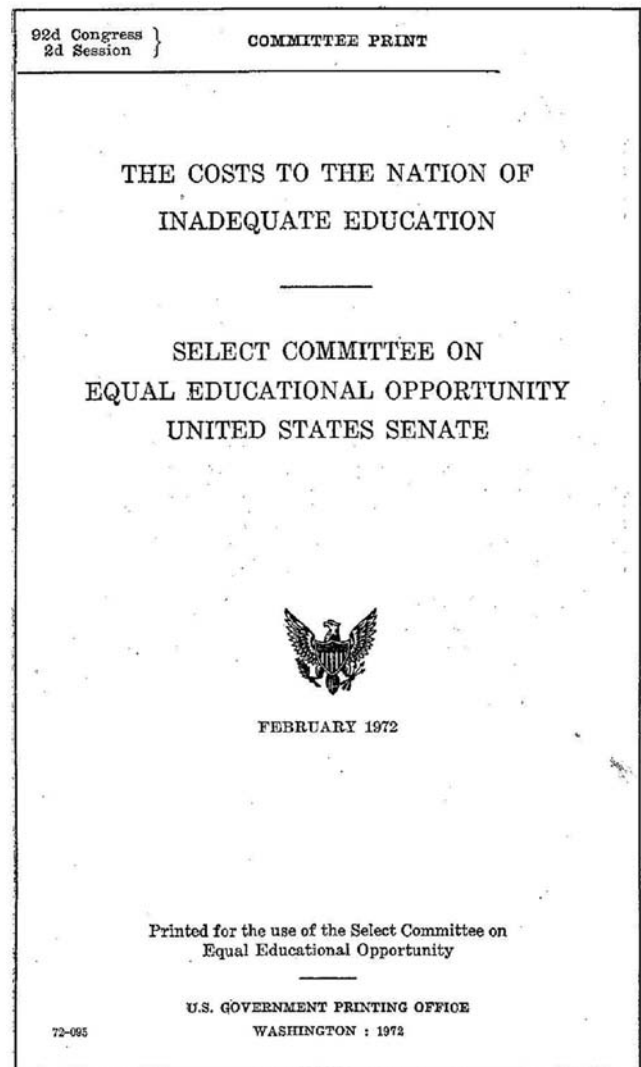 92d Congress
2d Session
COMMITTEE PRINT
THE COSTS TO THE NATION OF
INADEQUATE EDUCATION
SELECT COMMITTEE ON
EQUAL EDUCATIONAL OPPORTUNITY
UNITED STATES SENATE
FEBRUARY 1972
Printed for the use of the Select Committee on
Equal Educational Opportunity
U.S. GOVERNMENT PRINTING OFFICE
72-095 WASHINGTON : 1972